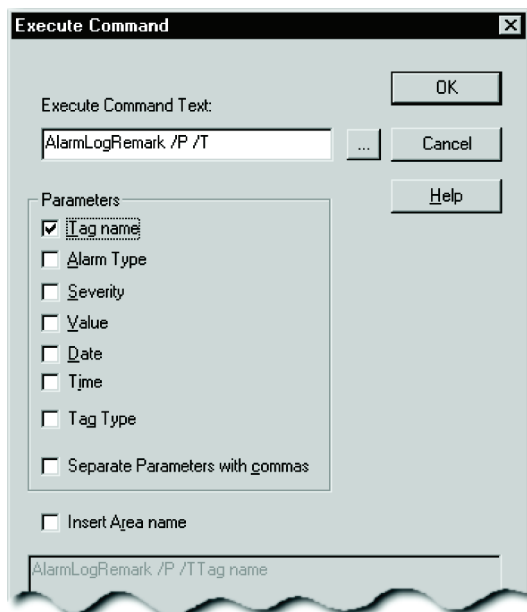 Execute Command
OK
Execute Command Text:
AlarmLogRemark /P /T
...
Cancel
Help
Parameters
Tag name
Alarm Type
Severity
Value
Date
Time
Tag Type
Separate Parameters with commas
Insert Area name
AlarmLogRemark /P /TTag name